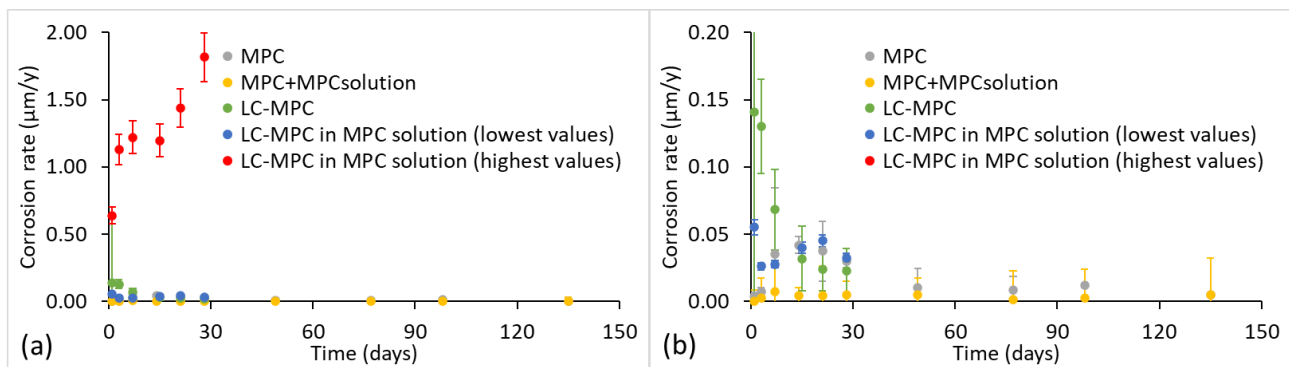 Corrosion rate (µm/y)
2.00
1.50
1.00
0.50
0.00
0
30
60
90
120
150
Time (days)
MPC
MPC+MPCsolution
LC-MPC
LC-MPC in MPC solution (lowest values)
LC-MPC in MPC solution (highest values)
(a)
Corrosion rate (µm/y)
0.20
0.15
0.10
0.05
0.00
0
30
60
90
120
150
Time (days)
MPC
MPC+MPCsolution
LC-MPC
LC-MPC in MPC solution (lowest values)
LC-MPC in MPC solution (highest values)
(b)